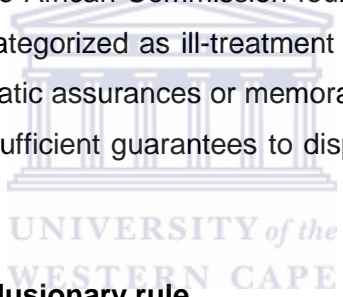 African Commission
ategorized as ill-treatment
atic assurances or memora
ufficient guarantees to disp
UNIVERSITY of the
WESTERN CAPE
lusionary rule